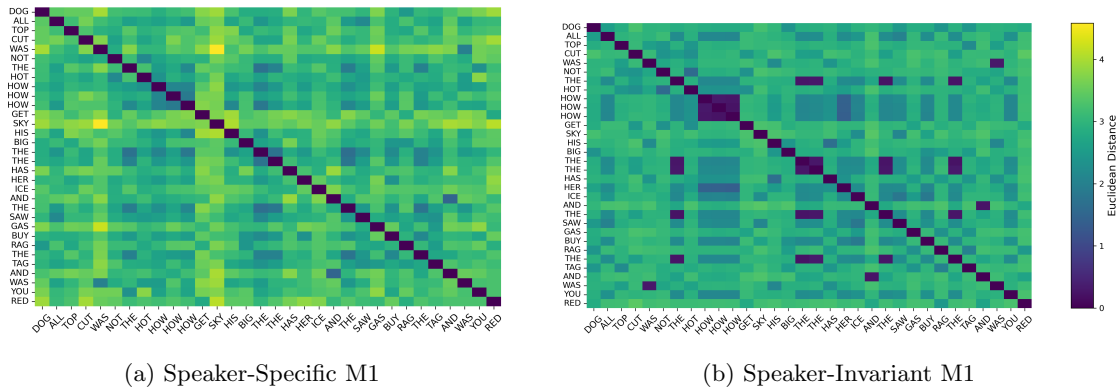 DOG
ALL
TOP
CUT
WAS
NOT
THE
HOT
HOW
HOW
HOW
GET
SKY
HIS
BIG
THE
THE
HAS
HER
ICE
AND
THE
SAW
GAS
BUY
RAG
THE
TAG
AND
WAS
YOU
RED
DOG ALL TOP CUT WAS NOT THE HOT HOW HOW HOW GET SKY HIS BIG THE THE HAS HER ICE AND THE SAW GAS BUY RAG THE TAG AND WAS YOU RED
(a) Speaker-Specific M1
DOG
ALL
TOP
CUT
WAS
NOT
THE
HOT
HOW
HOW
HOW
GET
SKY
HIS
BIG
THE
THE
HAS
HER
ICE
AND
THE
SAW
GAS
BUY
RAG
THE
TAG
AND
WAS
YOU
RED
DOG ALL TOP CUT WAS NOT THE HOT HOW HOW HOW GET SKY HIS BIG THE THE HAS HER ICE AND THE SAW GAS BUY RAG THE TAG AND WAS YOU RED
(b) Speaker-Invariant M1
4
3
2
1
0
Euclidean Distance